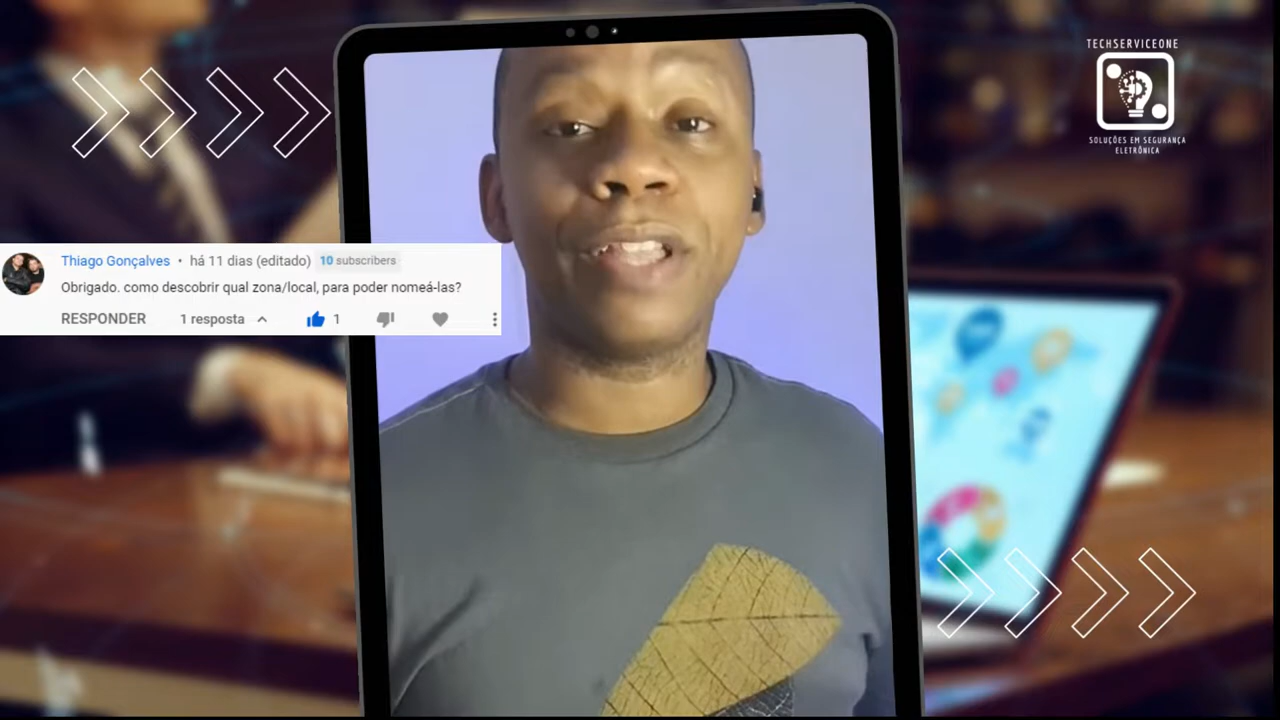 TECHSERVICEONE
SOLUÇÕES EM SEGURANÇA
ELETRÔNICA
Thiago Gonçalves • há 11 dias (editado) 10 subscribers
Obrigado. como descobrir qual zona/local, para poder nomeá-las?
RESPONDER 1 resposta 1